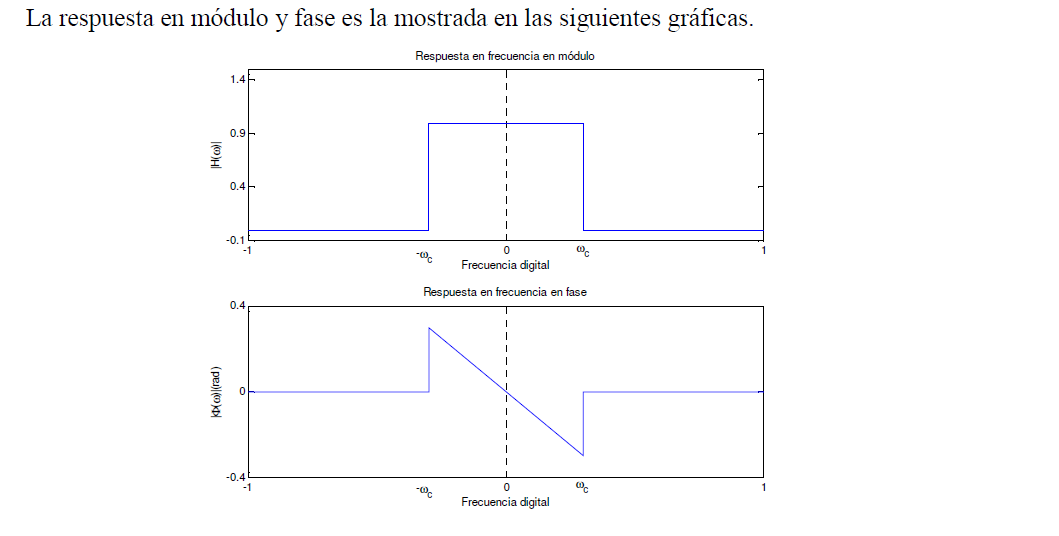 La respuesta en módulo y fase es la mostrada en las siguientes gráficas.
Respuesta en frecuencia en módulo
1.4
0.9
0.4
-0.1
|H(ω)|
-1
-ωc
0
ωc
1
Frecuencia digital
Respuesta en frecuencia en fase
0.4
0
-0.4
|Φ(ω)|(rad)
-1
-ωc
0
ωc
1
Frecuencia digital